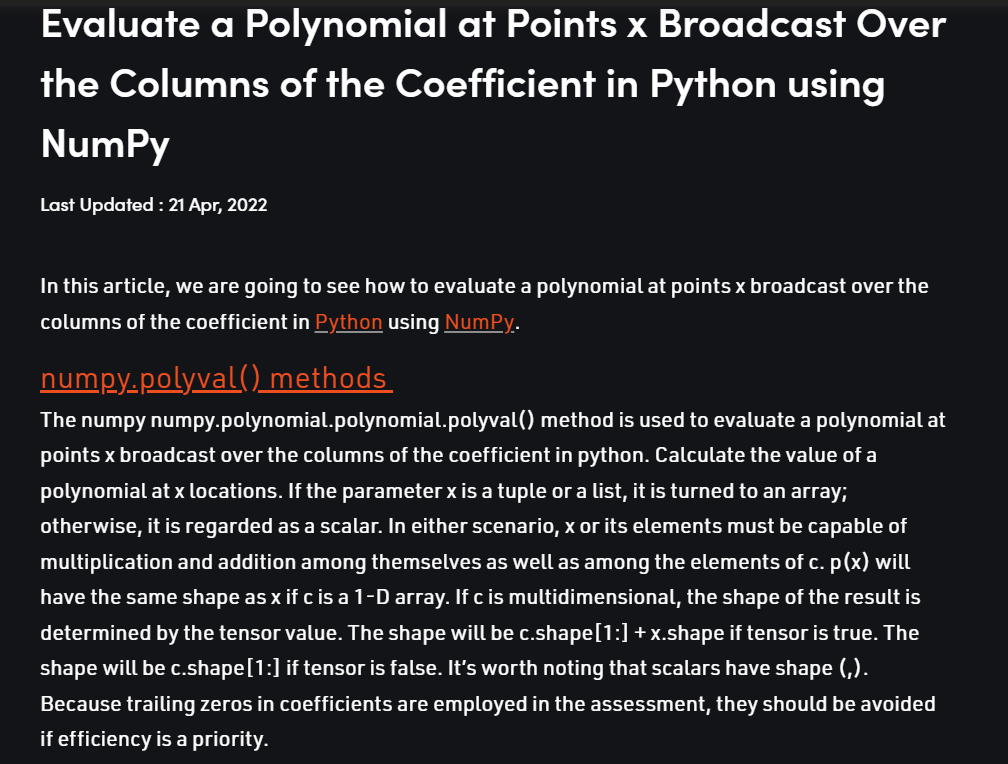 Evaluate a Polynomial at Points x Broadcast Over
the Columns of the Coefficient in Python using
NumPy
Last Updated : 21 Apr, 2022
In this article, we are going to see how to evaluate a polynomial at points x broadcast over the
columns of the coefficient in Python using NumPy.
numpy.polyval() methods
The numpy numpy.polynomial.polynomial.polyval() method is used to evaluate a polynomial at
points x broadcast over the columns of the coefficient in python. Calculate the value of a
polynomial at x locations. If the parameter x is a tuple or a list, it is turned to an array;
otherwise, it is regarded as a scalar. In either scenario, x or its elements must be capable of
multiplication and addition among themselves as well as among the elements of c. p(x) will
have the same shape as x if c is a 1-D array. If c is multidimensional, the shape of the result is
determined by the tensor value. The shape will be c.shape[1:] + x.shape if tensor is true. The
shape will be c.shape[1:] if tensor is false. It’s worth noting that scalars have shape (,).
Because trailing zeros in coefficients are employed in the assessment, they should be avoided
if efficiency is a priority.